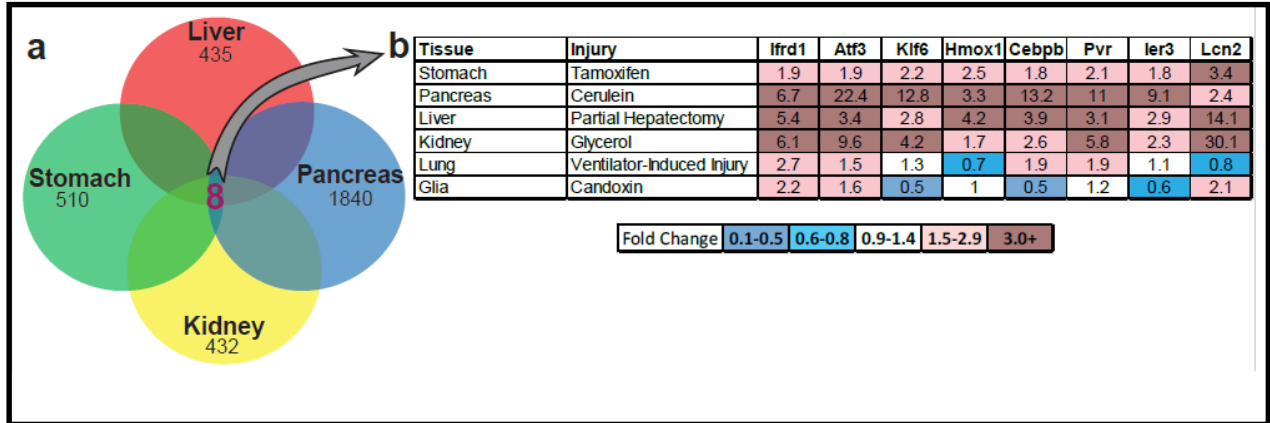 a
Liver
435
Stomach
510
8
Pancreas
1840
Kidney
432
b
Tissue Injury Ifrd1 Atf3 Klf6 Hmox1 Cebpb Pvr Ier3 Lcn2
Stomach Tamoxifen 1.9 1.9 2.2 2.5 1.8 2.1 1.8 3.4
Pancreas Cerulein 6.7 22.4 12.8 3.3 13.2 11 9.1 2.4
Liver Partial Hepatectomy 5.4 3.4 2.8 4.2 3.9 3.1 2.9 14.1
Kidney Glycerol 6.1 9.6 4.2 1.7 2.6 5.8 2.3 30.1
Lung Ventilator-Induced Injury 2.7 1.5 1.3 0.7 1.9 1.9 1.1 0.8
Glia Candoxin 2.2 1.6 0.5 1 0.5 1.2 0.6 2.1
Fold Change 0.1-0.5 0.6-0.8 0.9-1.4 1.5-2.9 3.0+